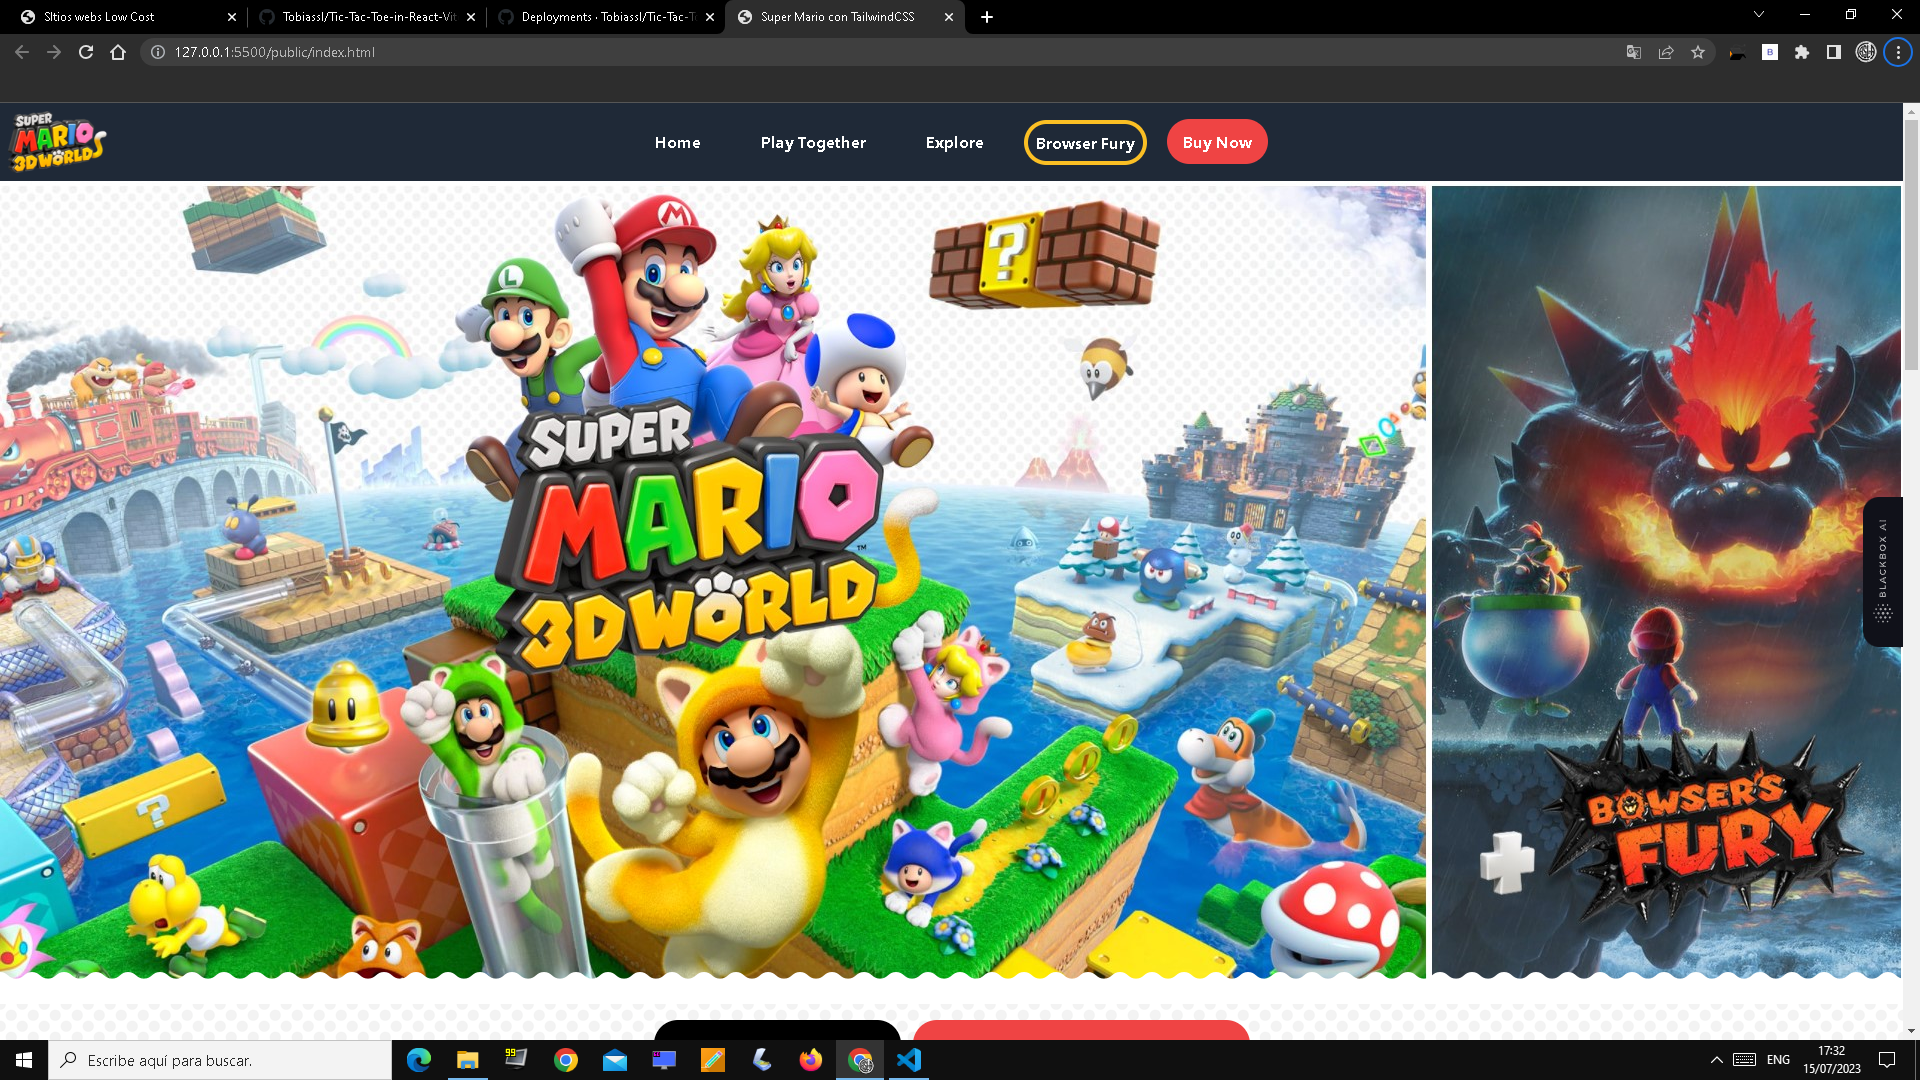 SItios webs Low Cost
Tobiassl/Tic-Tac-Toe-in-React-Vit
Deployments · Tobiassl/Tic-Tac-T
Super Mario con TailwindCSS
127.0.0.1:5500/public/index.html
B
SUPER
MARIO
3D WORLD
Home
Play Together
Explore
Browser Fury
Buy Now
M
L
?
SUPER
MARIO
™
3D WORLD
?
BOWSER'S
FURY
BLACKBOX AI
Escribe aquí para buscar.
99
ENG
17:32
15/07/2023